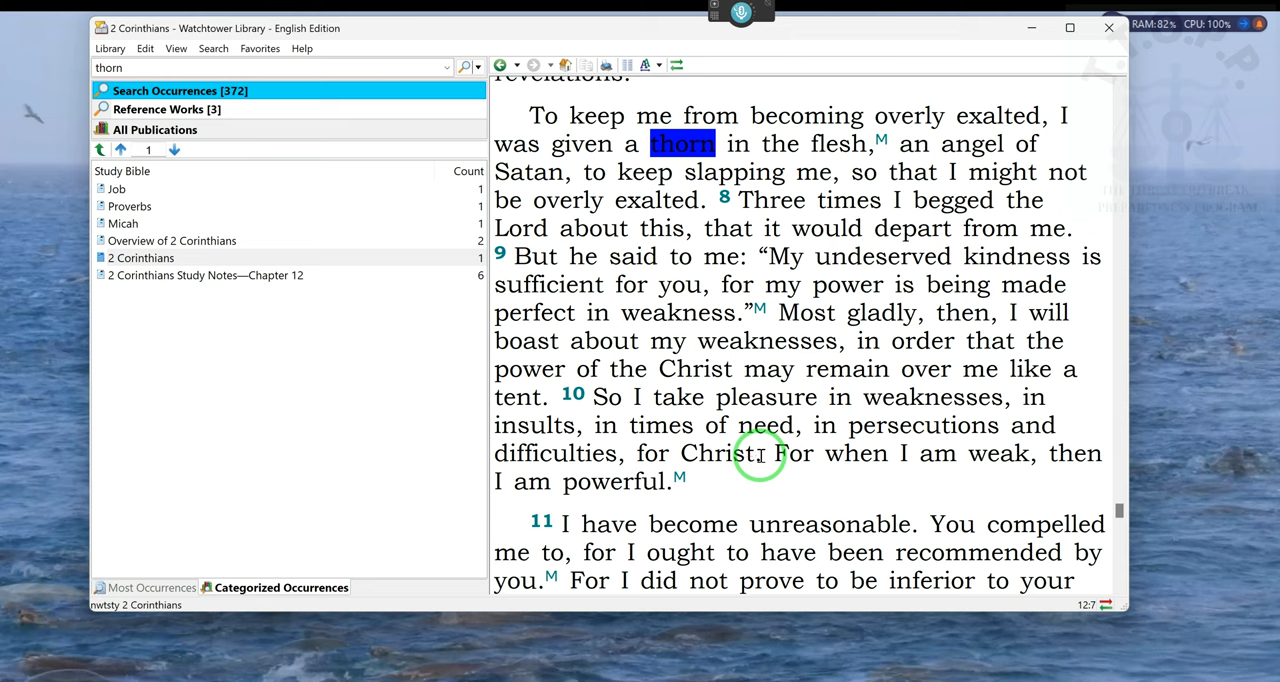 RAM:82% CPU: 100%
2 Corinthians - Watchtower Library - English Edition
Library Edit View Search Favorites Help
thorn
Search Occurrences [372]
Reference Works [3]
All Publications
1
Study Bible Count
Job 1
Proverbs 1
Micah 1
Overview of 2 Corinthians 2
2 Corinthians 1
2 Corinthians Study Notes—Chapter 12 6
Most Occurrences Categorized Occurrences
nwtsty 2 Corinthians
revelations.
To keep me from becoming overly exalted, I
was given a thorn in the flesh,M an angel of
Satan, to keep slapping me, so that I might not
be overly exalted. 8 Three times I begged the
Lord about this, that it would depart from me.
9 But he said to me: “My undeserved kindness is
sufficient for you, for my power is being made
perfect in weakness.”M Most gladly, then, I will
boast about my weaknesses, in order that the
power of the Christ may remain over me like a
tent. 10 So I take pleasure in weaknesses, in
insults, in times of need, in persecutions and
difficulties, for Christ. For when I am weak, then
I am powerful.M
11 I have become unreasonable. You compelled
me to, for I ought to have been recommended by
you.M For I did not prove to be inferior to your
12:7